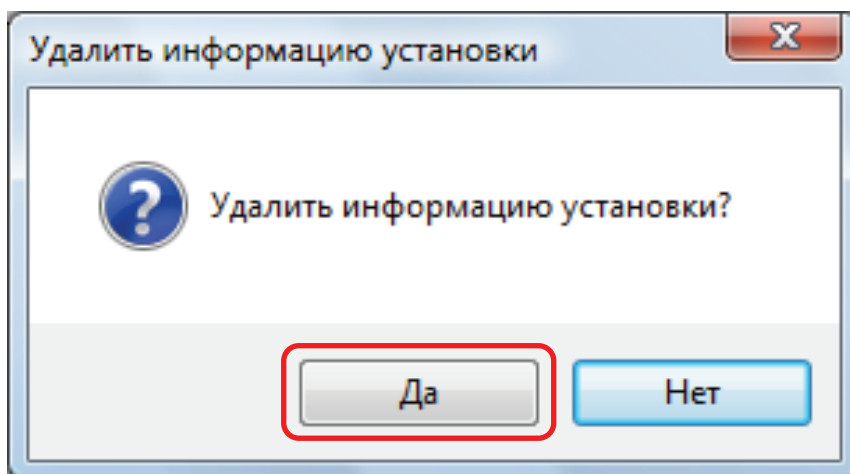 Удалить информацию установки
Удалить информацию установки?
Да
Нет